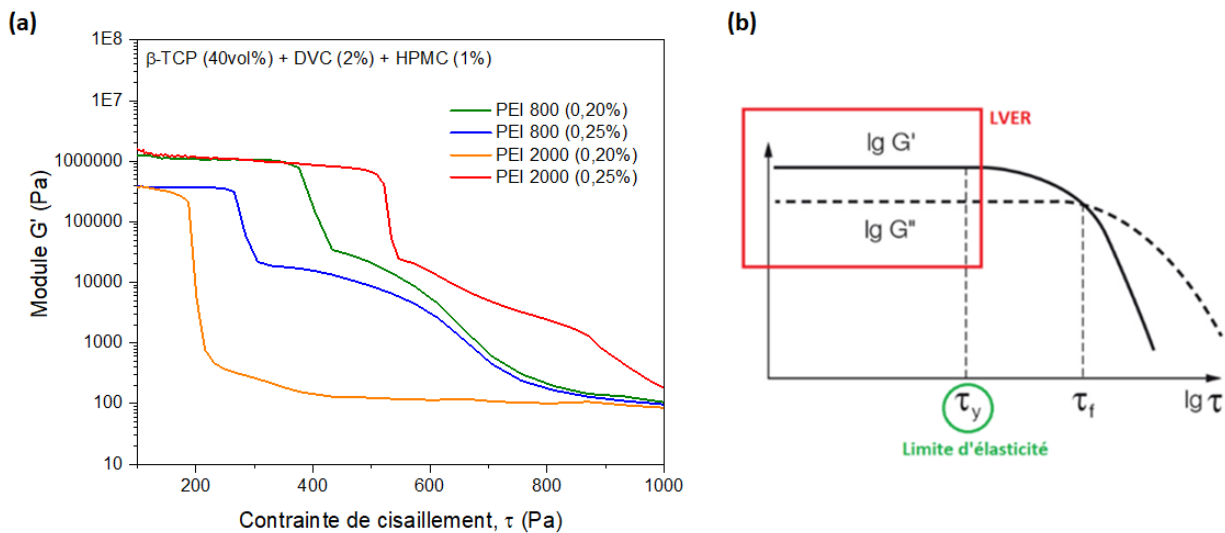 (a)
1E8
1E7
1000000
100000
10000
1000
100
10
Module G' (Pa)
β-TCP (40vol%) + DVC (2%) + HPMC (1%)
PEI 800 (0,20%)
PEI 800 (0,25%)
PEI 2000 (0,20%)
PEI 2000 (0,25%)
200
400
600
800
1000
Contrainte de cisaillement, τ (Pa)
(b)
LVER
lg G'
lg G"
τy
τf
lg τ
Limite d'élasticité